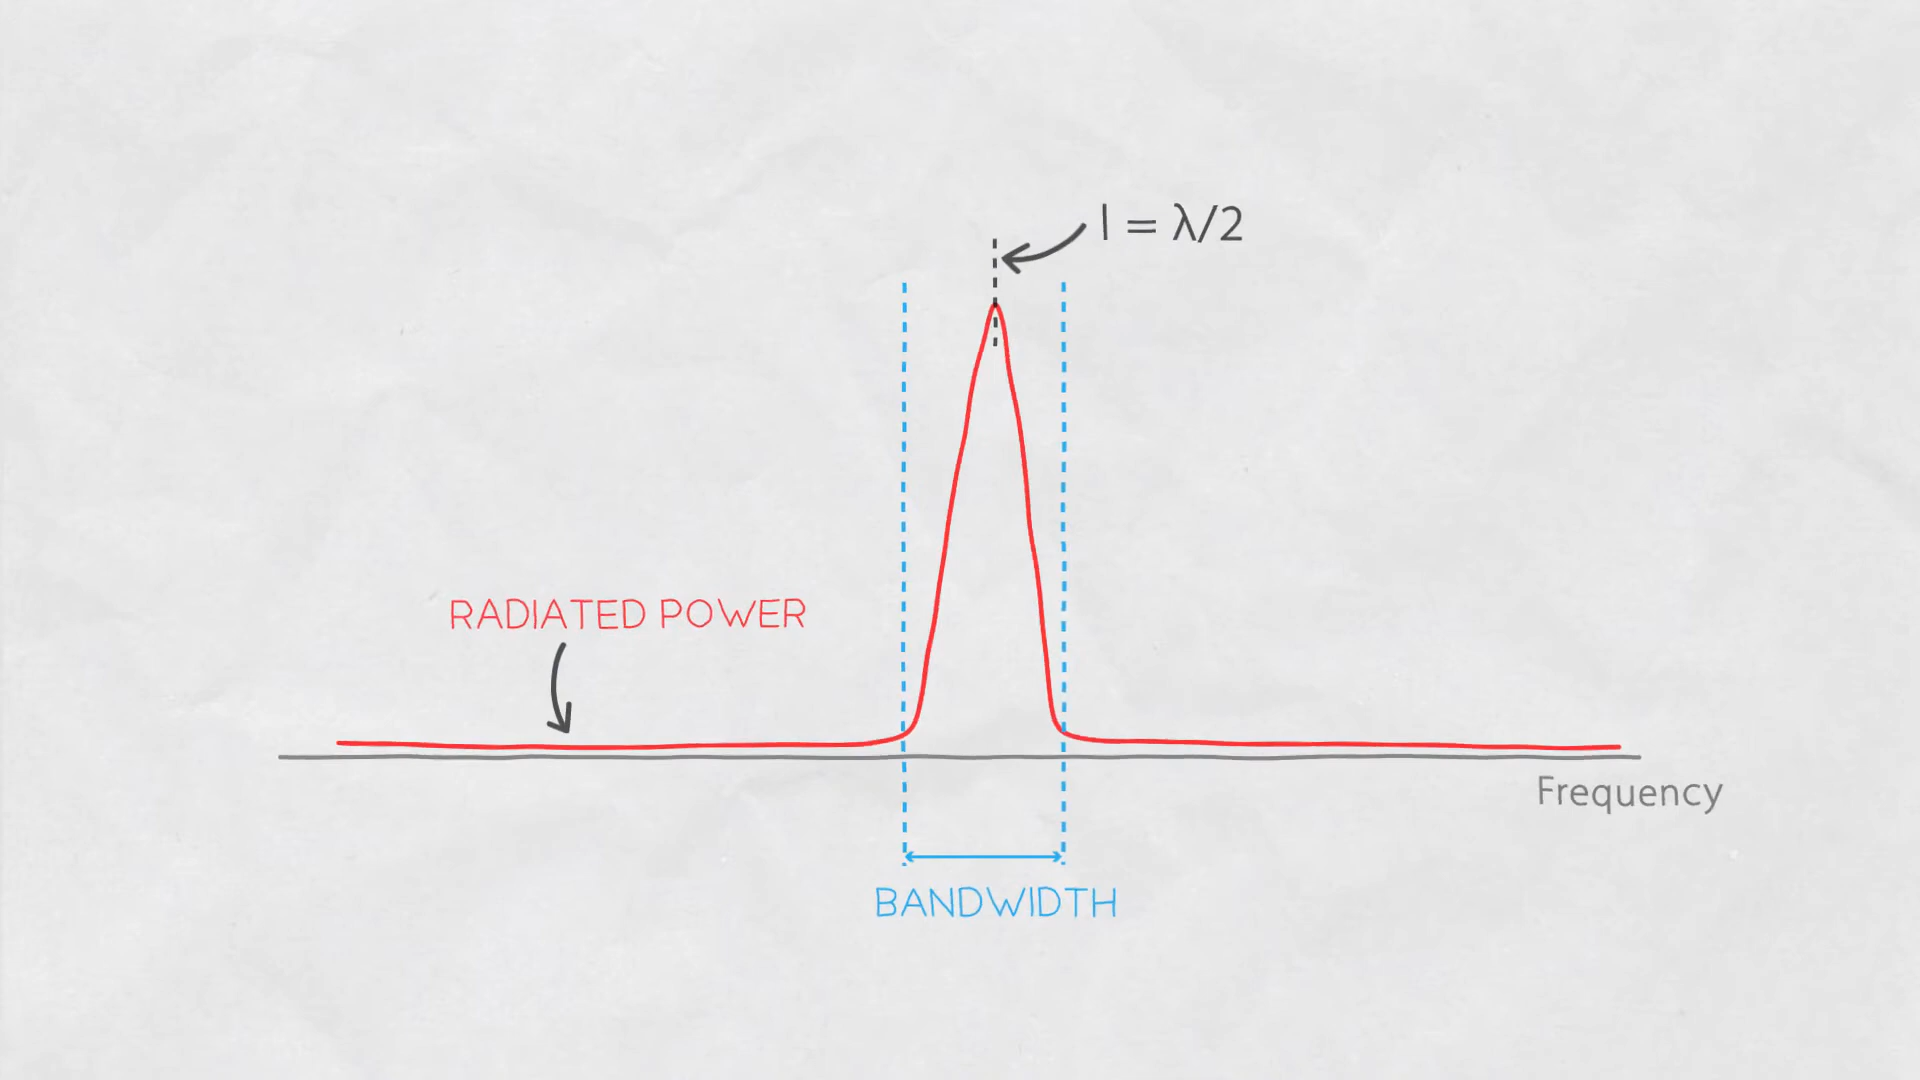 l = λ/2
RADIATED POWER
Frequency
BANDWIDTH